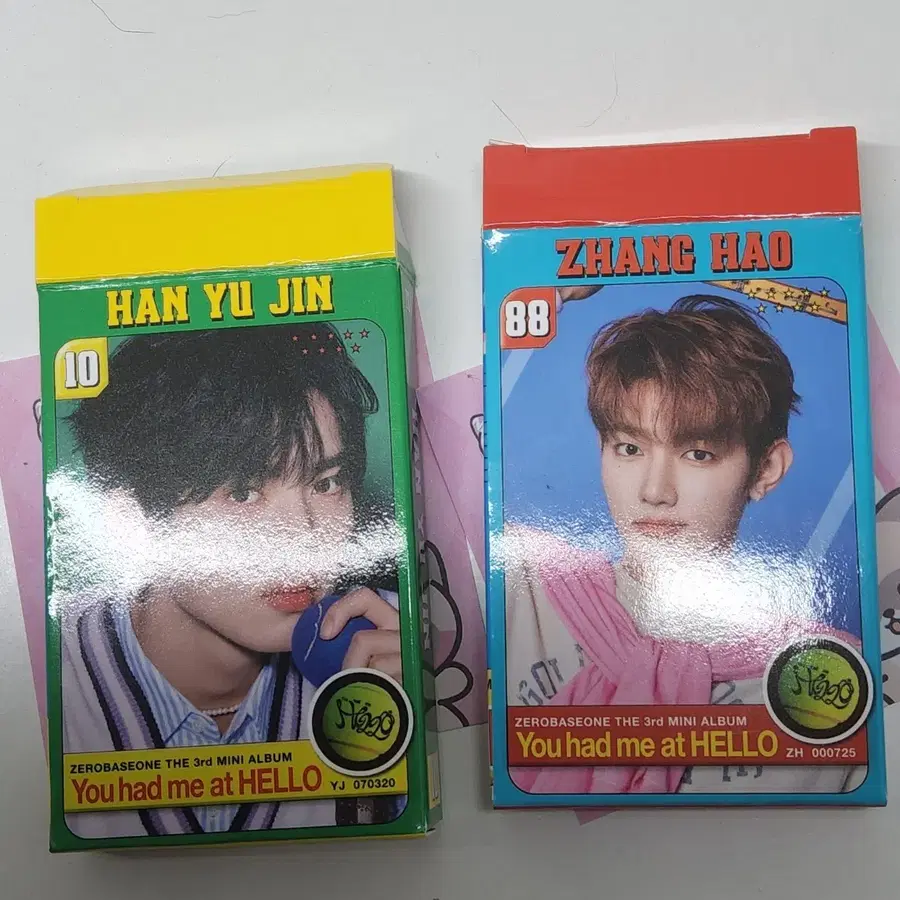 HAN YU JIN
10
ZEROBASEONE THE 3rd MINI ALBUM
You had me at HELLO YJ 070320
ZHANG HAO
88
ZEROBASEONE THE 3rd MINI ALBUM
You had me at HELLO ZH 000725